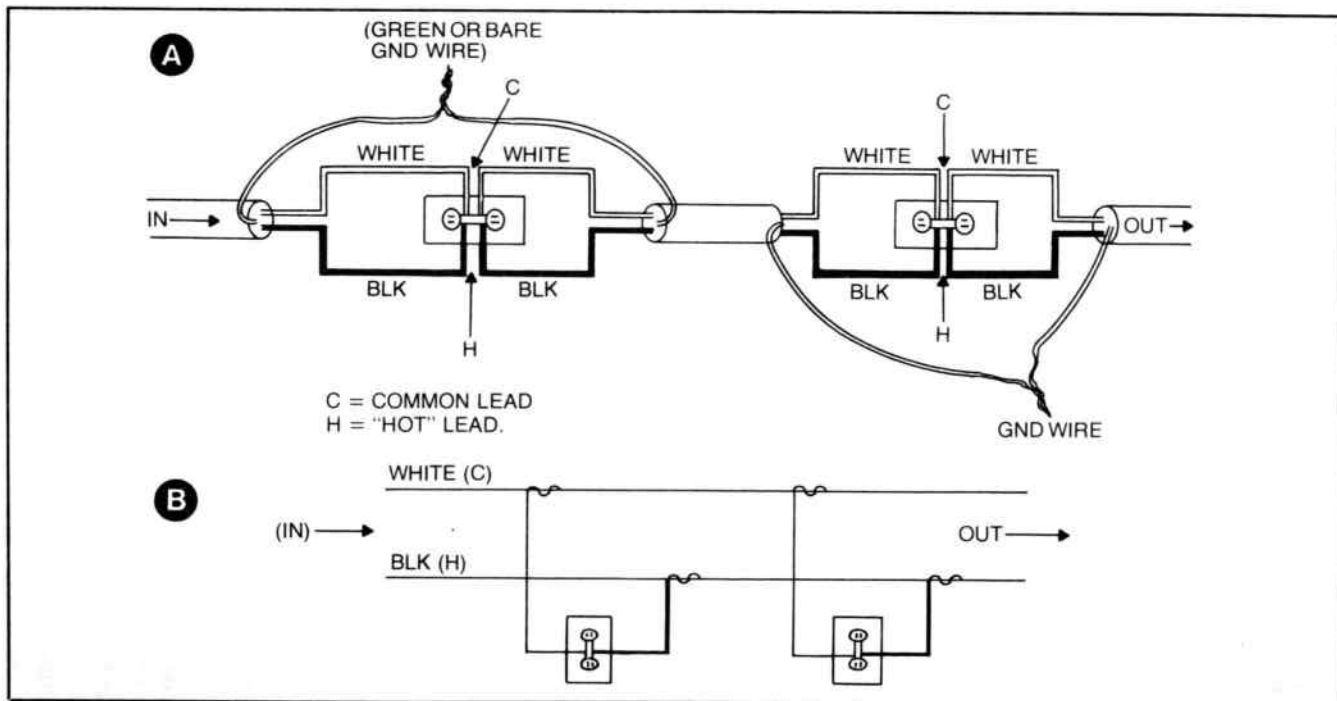 A
(GREEN OR BARE
GND WIRE)
C
C
WHITE
WHITE
WHITE
WHITE
IN
OUT
BLK
BLK
BLK
BLK
H
H
C = COMMON LEAD
H = "HOT" LEAD.
GND WIRE
B
WHITE (C)
(IN)
OUT
BLK (H)